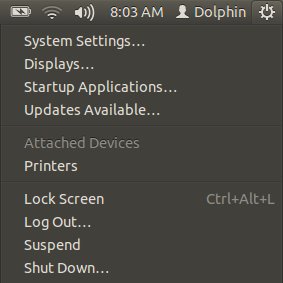 8:03 AM Dolphin
System Settings...
Displays...
Startup Applications...
Updates Available...
Attached Devices
Printers
Lock Screen Ctrl+Alt+L
Log Out...
Suspend
Shut Down...